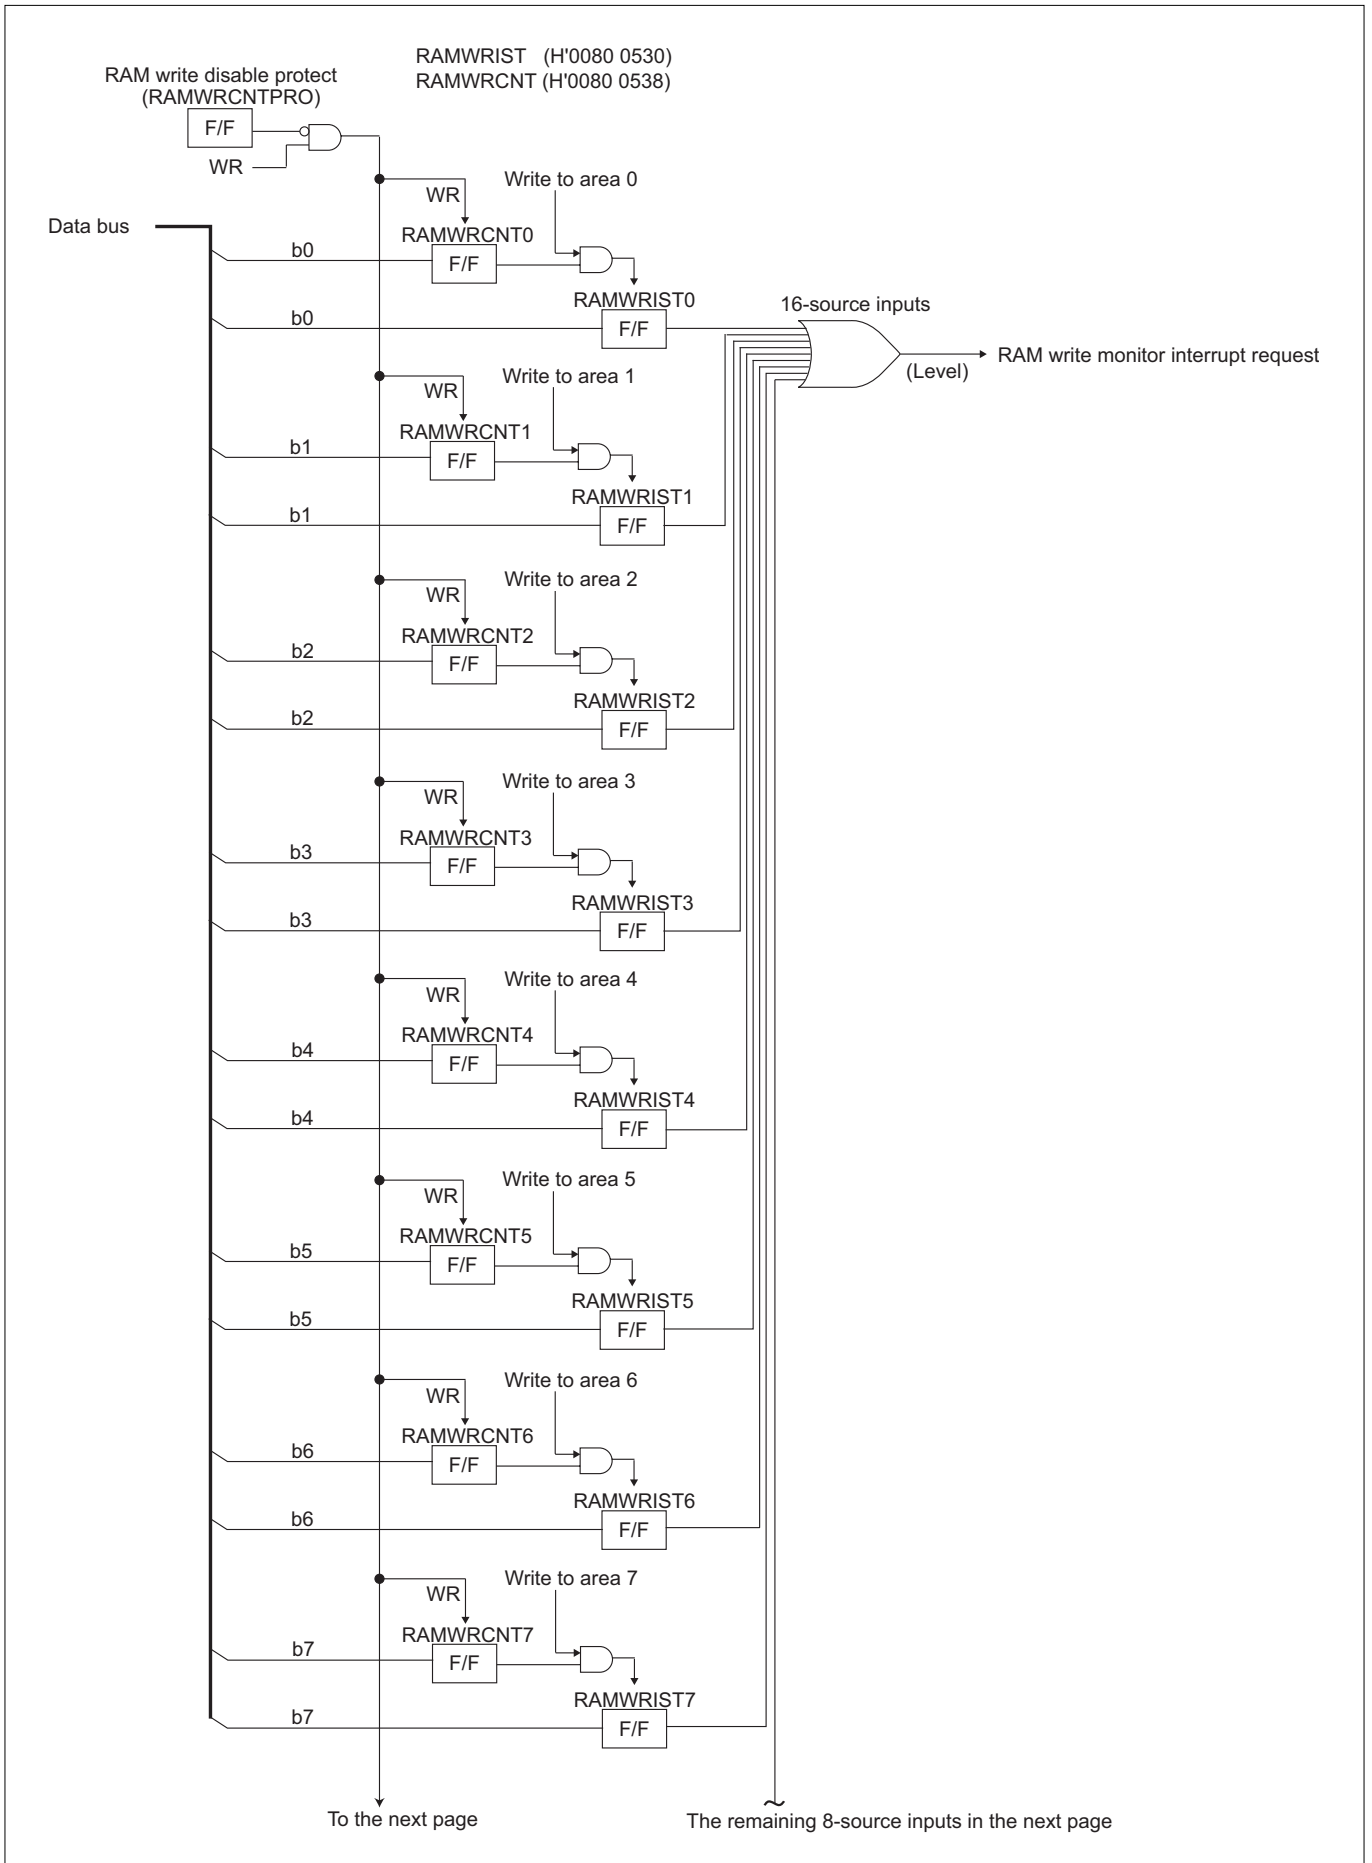 RAMWRIST (H'0080 0530)
RAMWRCNT (H'0080 0538)
RAM write disable protect
(RAMWRCNTPRO)
F/F
WR
Data bus
WR
Write to area 0
RAMWRCNT0
b0
F/F
RAMWRIST0
b0
F/F
16-source inputs
(Level)
RAM write monitor interrupt request
WR
Write to area 1
RAMWRCNT1
b1
F/F
RAMWRIST1
b1
F/F
WR
Write to area 2
RAMWRCNT2
b2
F/F
RAMWRIST2
b2
F/F
WR
Write to area 3
RAMWRCNT3
b3
F/F
RAMWRIST3
b3
F/F
WR
Write to area 4
RAMWRCNT4
b4
F/F
RAMWRIST4
b4
F/F
WR
Write to area 5
RAMWRCNT5
b5
F/F
RAMWRIST5
b5
F/F
WR
Write to area 6
RAMWRCNT6
b6
F/F
RAMWRIST6
b6
F/F
WR
Write to area 7
RAMWRCNT7
b7
F/F
RAMWRIST7
b7
F/F
To the next page
The remaining 8-source inputs in the next page